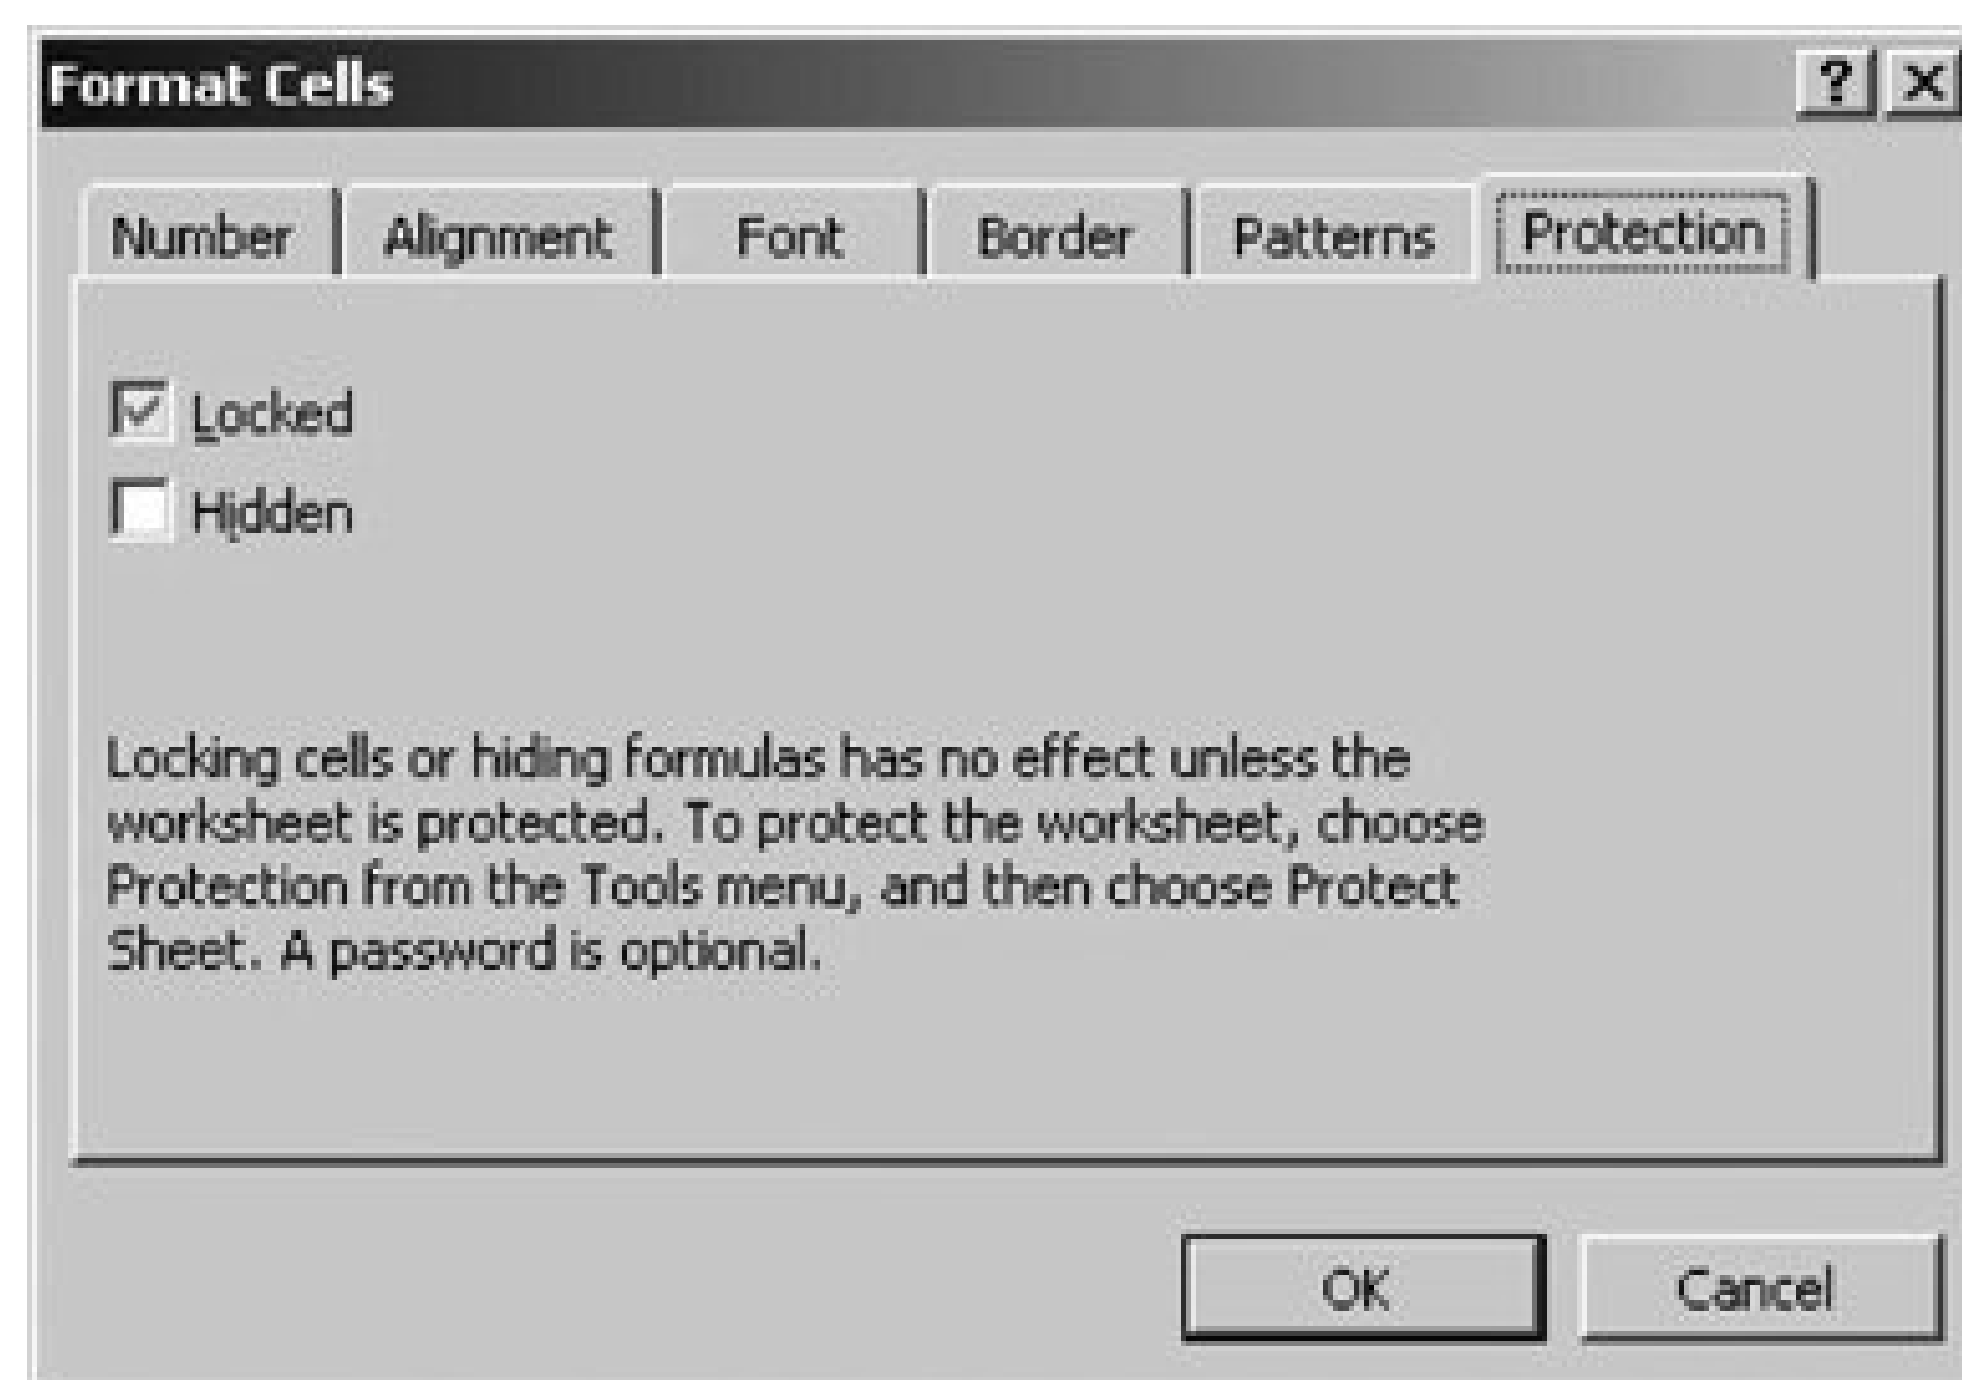 Format Cells ? X
Number Alignment Font Border Patterns Protection
Locked
Hidden
Locking cells or hiding formulas has no effect unless the
worksheet is protected. To protect the worksheet, choose
Protection from the Tools menu, and then choose Protect
Sheet. A password is optional.
OK Cancel